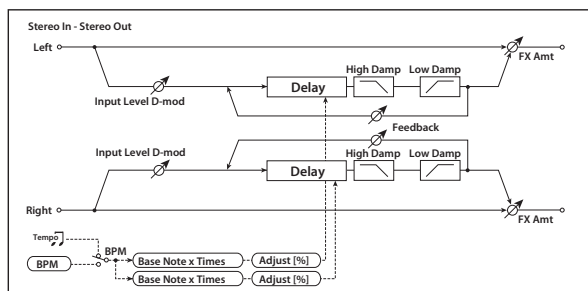 Stereo In - Stereo Out
Left
FX Amt
High Damp Low Damp
Delay
Input Level D-mod
Feedback
Input Level D-mod
High Damp Low Damp
Delay
Right
FX Amt
Tempo
BPM
BPM
Base Note x Times Adjust [%]
Base Note x Times Adjust [%]